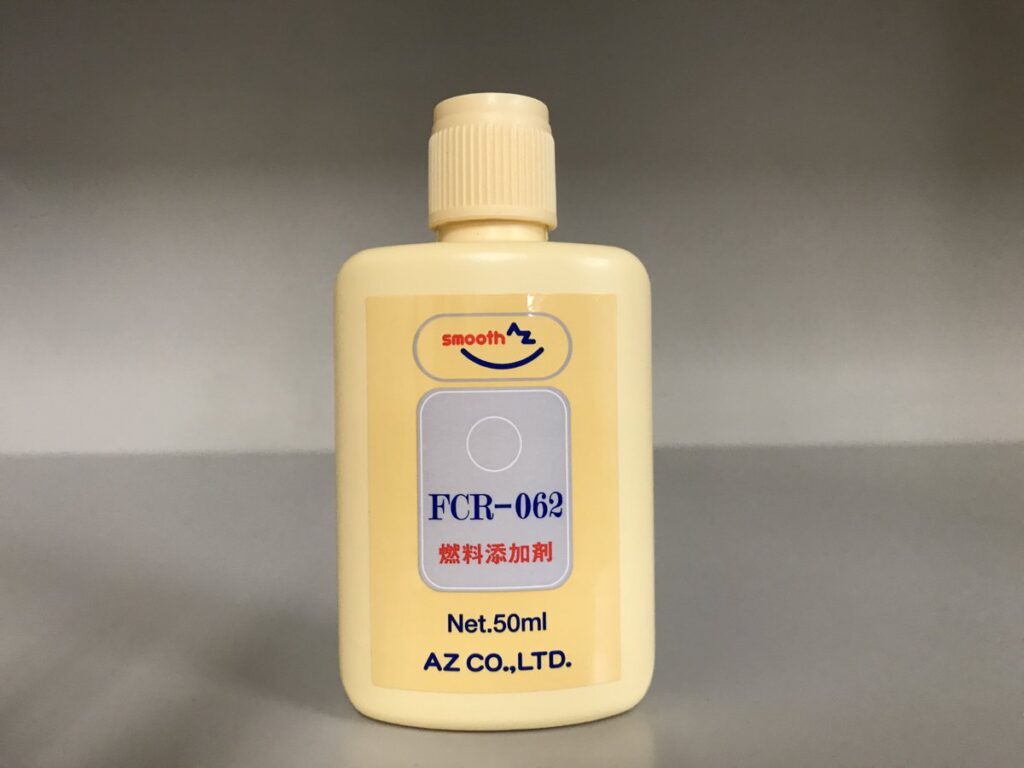 smooth AZ
FCR-062
燃料添加剤
Net.50ml
AZ CO.,LTD.